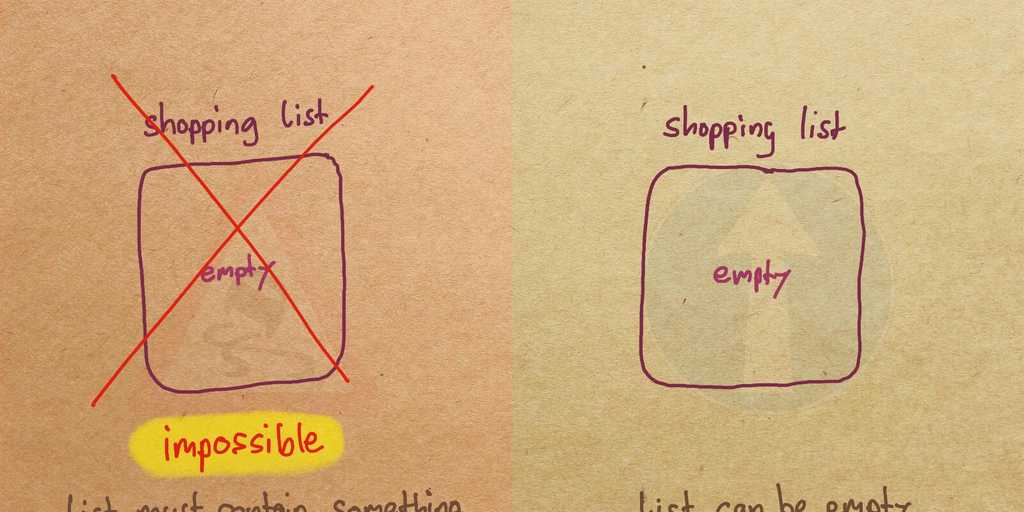 shopping list
empty
impossible
list must contain something
shopping list
empty
list can be empty